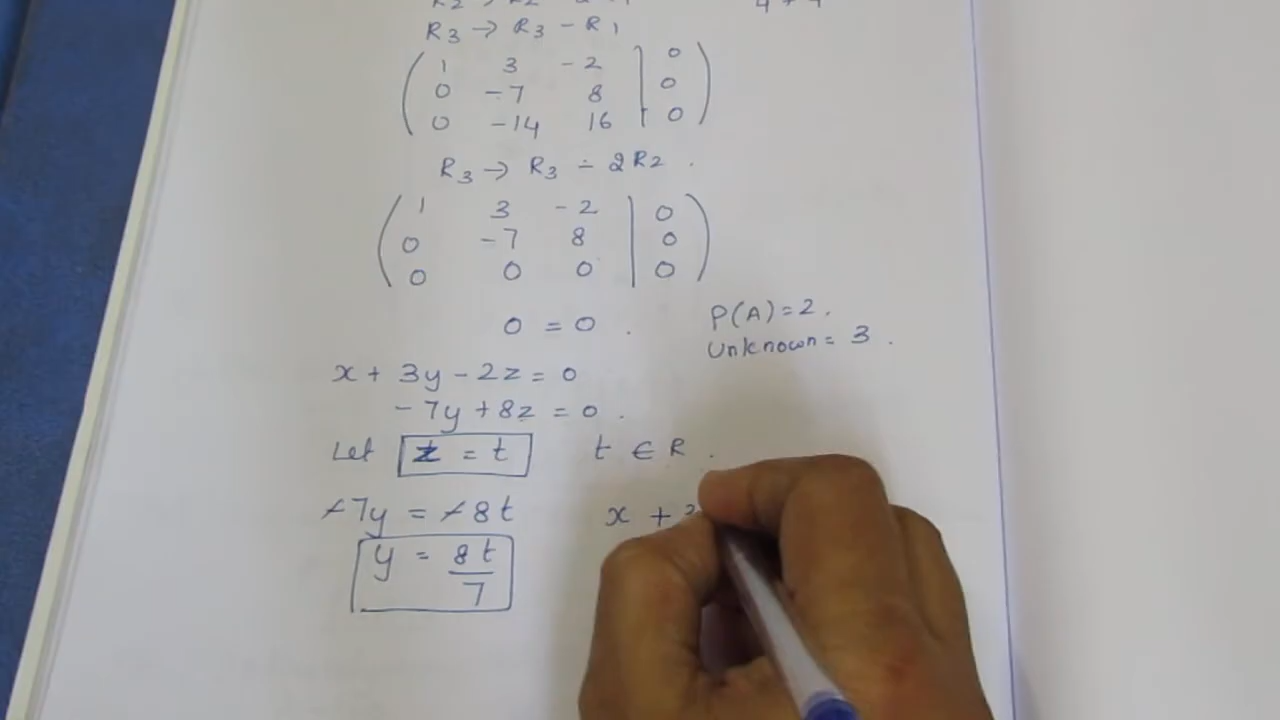 R3 → R3 - R1
1 3 -2 | 0
0 -7 8 | 0
0 -14 16 | 0
R3 → R3 - 2R2 .
1 3 -2 | 0
0 -7 8 | 0
0 0 0 | 0
0 = 0 .
P(A) = 2 .
Unknown = 3 .
x + 3y - 2z = 0
-7y + 8z = 0 .
Let z = t t ∈ R .
-7y = -8t
y = 8t/7
x +